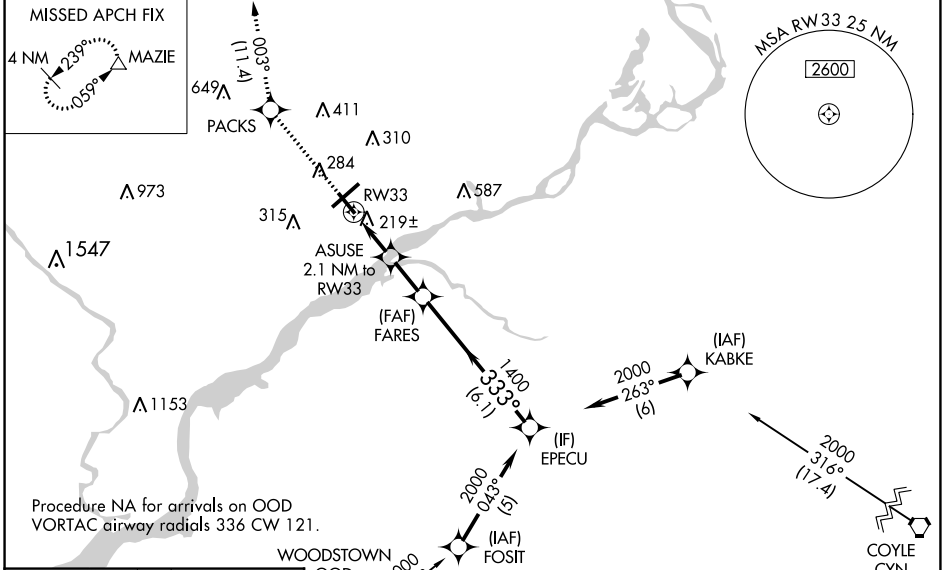 MISSED APCH FIX
4 NM
239°
MAZIE
059°
003°
(11.4)
649
PACKS
411
310
284
RW33
973
587
315
219±
1547
ASUSE
2.1 NM to
RW33
(FAF)
FARES
MSA RW33 25 NM
2600
1400
333°
(6.1)
(IAF)
KABKE
2000
263°
(6)
1153
(IF)
EPECU
2000
316°
(17.4)
2000
043°
(5)
Procedure NA for arrivals on OOD
VORTAC airway radials 336 CW 121.
(IAF)
FOSIT
WOODSTOWN
COYLE